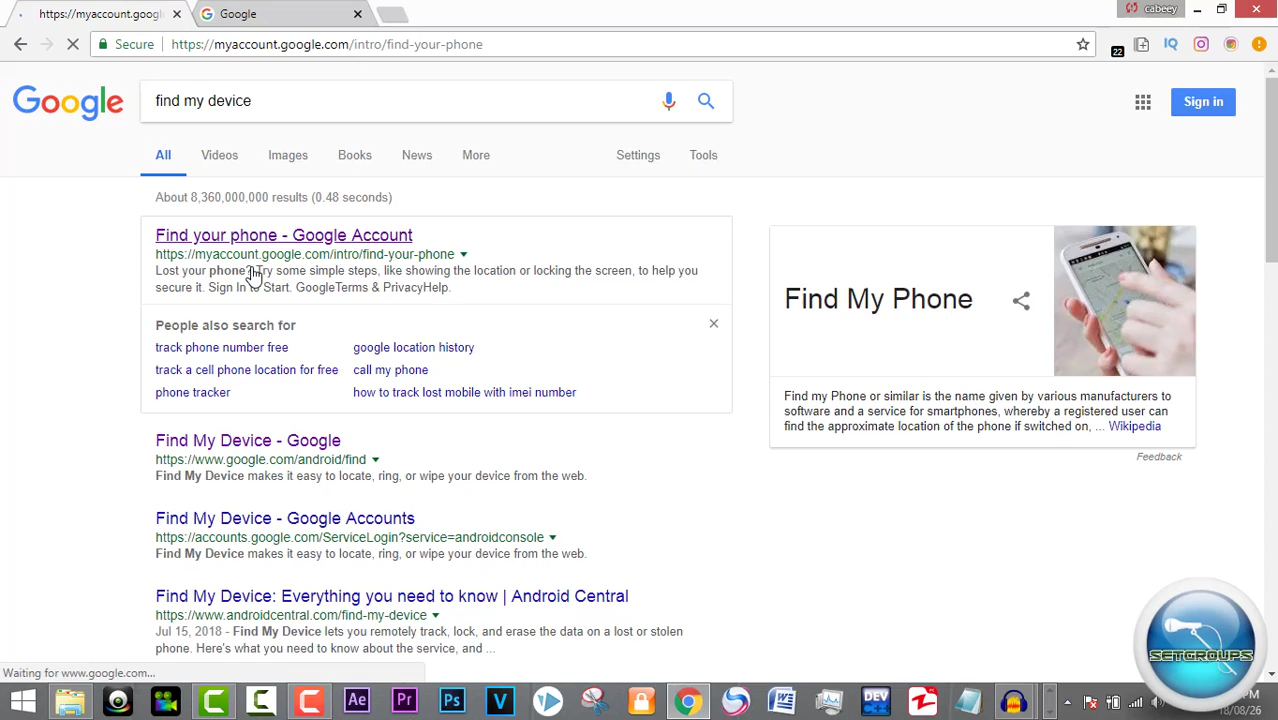 https://myaccount.google.com
Google
cabeey
Secure
https://myaccount.google.com/intro/find-your-phone
22
Google
find my device
Sign in
All
Videos
Images
Books
News
More
Settings
Tools
About 8,360,000,000 results (0.48 seconds)
Find your phone - Google Account
https://myaccount.google.com/intro/find-your-phone
Lost your phone? Try some simple steps, like showing the location or locking the screen, to help you
secure it. Sign In to Start. GoogleTerms & PrivacyHelp.
People also search for
track phone number free
google location history
track a cell phone location for free
call my phone
phone tracker
how to track lost mobile with imei number
Find My Device - Google
https://www.google.com/android/find
Find My Device makes it easy to locate, ring, or wipe your device from the web.
Find My Device - Google Accounts
https://accounts.google.com/ServiceLogin?service=androidconsole
Find My Device makes it easy to locate, ring, or wipe your device from the web.
Find My Device: Everything you need to know | Android Central
https://www.androidcentral.com/find-my-device
Jul 15, 2018 - Find My Device lets you remotely track, lock, and erase the data on a lost or stolen
phone. Here's what you need to know about the service, and ...
Find My Phone
Find my Phone or similar is the name given by various manufacturers to
software and a service for smartphones, whereby a registered user can
find the approximate location of the phone if switched on, ... Wikipedia
Feedback
SETGROUPS
Waiting for www.google.com...
Ae
Pr
Ps
V
W
DEV
PM
18/08/26